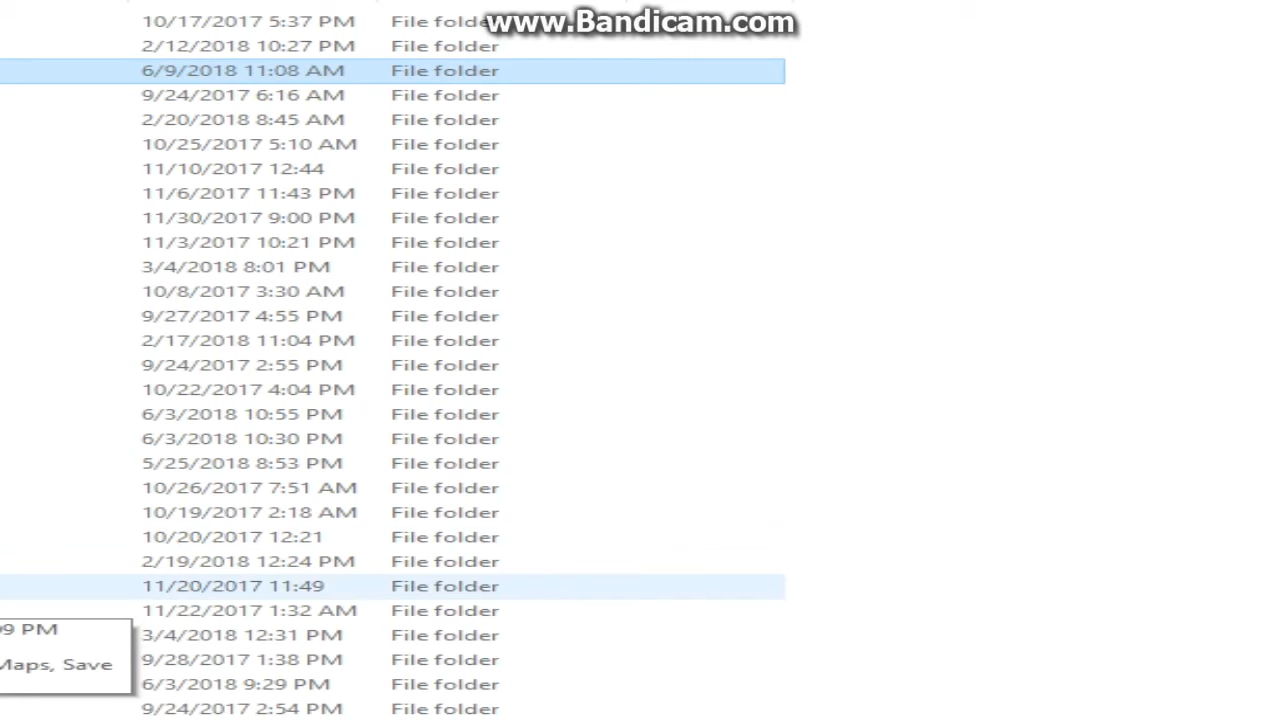 www.Bandicam.com
10/17/2017 5:37 PM File folder
2/12/2018 10:27 PM File folder
6/9/2018 11:08 AM File folder
9/24/2017 6:16 AM File folder
2/20/2018 8:45 AM File folder
10/25/2017 5:10 AM File folder
11/10/2017 12:44 File folder
11/6/2017 11:43 PM File folder
11/30/2017 9:00 PM File folder
11/3/2017 10:21 PM File folder
3/4/2018 8:01 PM File folder
10/8/2017 3:30 AM File folder
9/27/2017 4:55 PM File folder
2/17/2018 11:04 PM File folder
9/24/2017 2:55 PM File folder
10/22/2017 4:04 PM File folder
6/3/2018 10:55 PM File folder
6/3/2018 10:30 PM File folder
5/25/2018 8:53 PM File folder
10/26/2017 7:51 AM File folder
10/19/2017 2:18 AM File folder
10/20/2017 12:21 File folder
2/19/2018 12:24 PM File folder
11/20/2017 11:49 File folder
11/22/2017 1:32 AM File folder
9 PM
3/4/2018 12:31 PM File folder
Maps, Save
9/28/2017 1:38 PM File folder
6/3/2018 9:29 PM File folder
9/24/2017 2:54 PM File folder